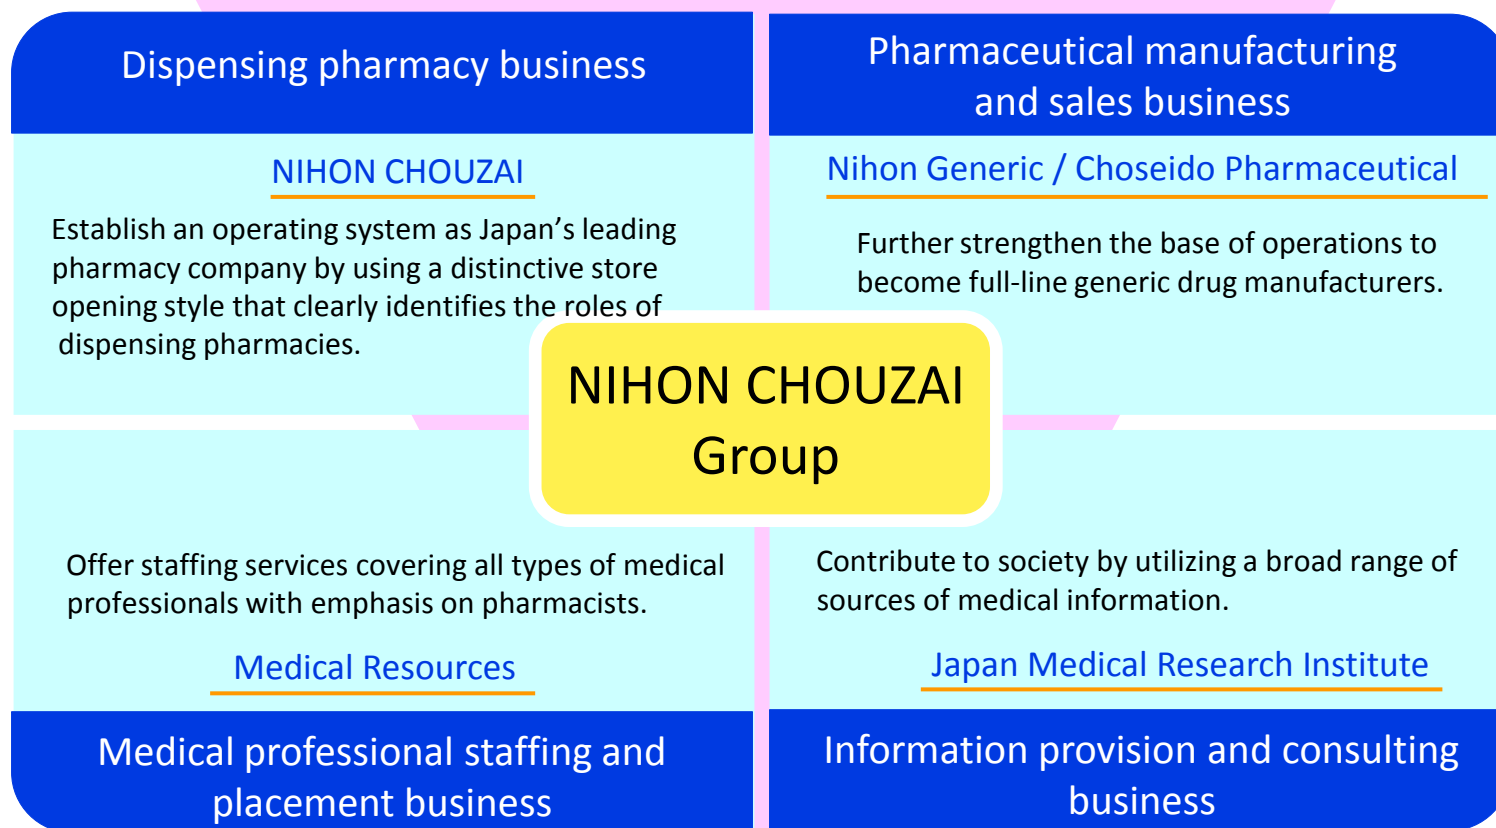 Dispensing pharmacy business
NIHON CHOUZAI
Establish an operating system as Japan's leading
pharmacy company by using a distinctive store
opening style that clearly identifies the roles of
dispensing pharmacies.
Pharmaceutical manufacturing
and sales business
Nihon Generic / Choseido Pharmaceutical
Further strengthen the base of operations to
become full-line generic drug manufacturers.
NIHON CHOUZAI
Group
Offer staffing services covering all types of medical
professionals with emphasis on pharmacists.
Medical Resources
Medical professional staffing and
placement business
Contribute to society by utilizing a broad range of
sources of medical information.
Japan Medical Research Institute
Information provision and consulting
business